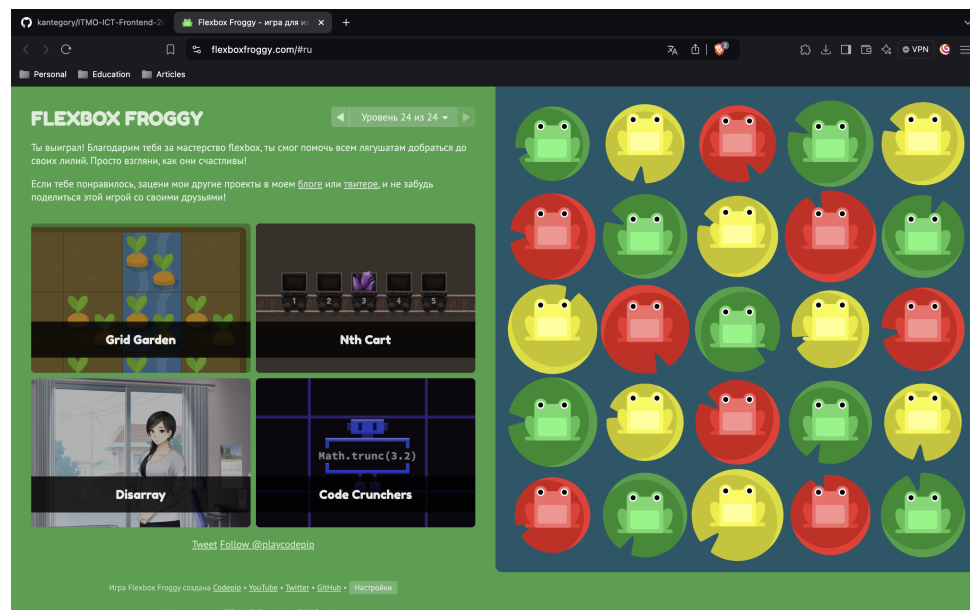 kantegory/ITMO-ICT-Frontend-20
Flexbox Froggy - игра для из
flexboxfroggy.com/#ru
2
VPN
Personal
Education
Articles
FLEXBOX FROGGY
Уровень 24 из 24
Ты выиграл! Благодарим тебя за мастерство flexbox, ты смог помочь всем лягушатам добраться до
своих лилий. Просто взгляни, как они счастливы!
Если тебе понравилось, зацени мои другие проекты в моем блоге или твитере, и не забудь
поделиться этой игрой со своими друзьями!
Grid Garden
1 2 3 4 5
Nth Cart
Disarray
Math.trunc(3.2)
Code Crunchers
Tweet Follow @playcodepip
Игра Flexbox Froggy создана Codepip • YouTube • Twitter • GitHub • Настройки